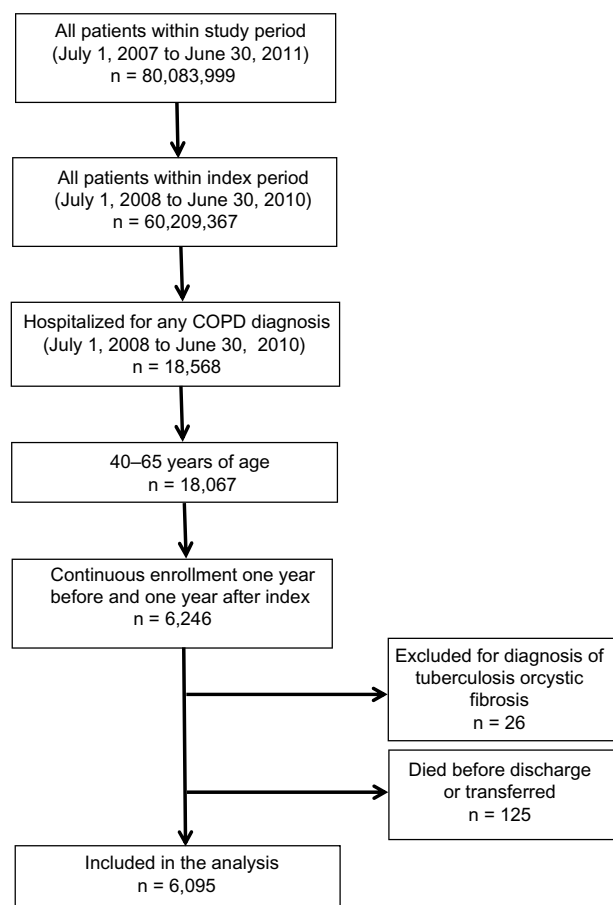 All patients within study period
(July 1, 2007 to June 30, 2011)
n = 80,083,999
All patients within index period
(July 1, 2008 to June 30, 2010)
n = 60,209,367
Hospitalized for any COPD diagnosis
(July 1, 2008 to June 30, 2010)
n = 18,568
40–65 years of age
n = 18,067
Continuous enrollment one year
before and one year after index
n = 6,246
Excluded for diagnosis of
tuberculosis orcystic
fibrosis
n = 26
Died before discharge
or transferred
n = 125
Included in the analysis
n = 6,095